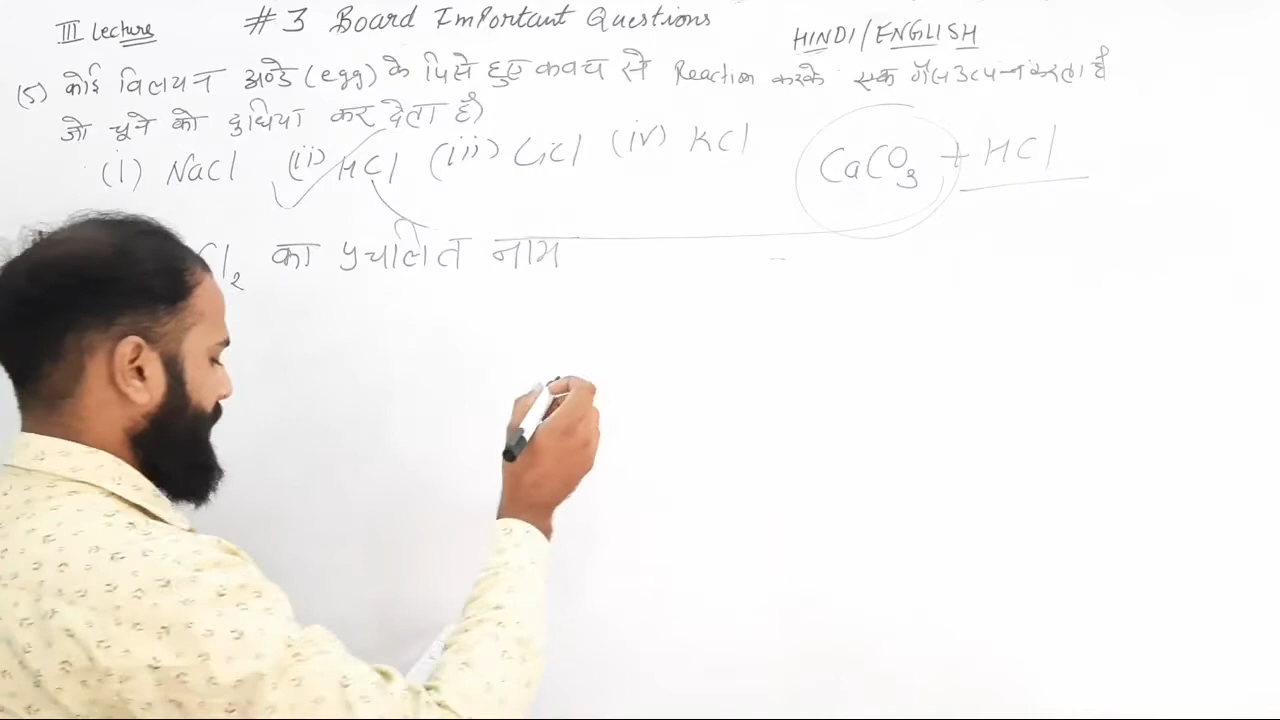 III Lecture # 3 Board Important Questions
HINDI/ENGLISH
(5) कोई विलयन अण्डे (egg) के पिसे हुए कवच से Reaction करके एक गैस उत्पन्न करता है
जो चूने को दुधिया कर देता है)
(i) NaCl (ii) HCl (iii) LiCl (iv) KCl CaCO3 + HCl
Cl2 का प्रचलित नाम